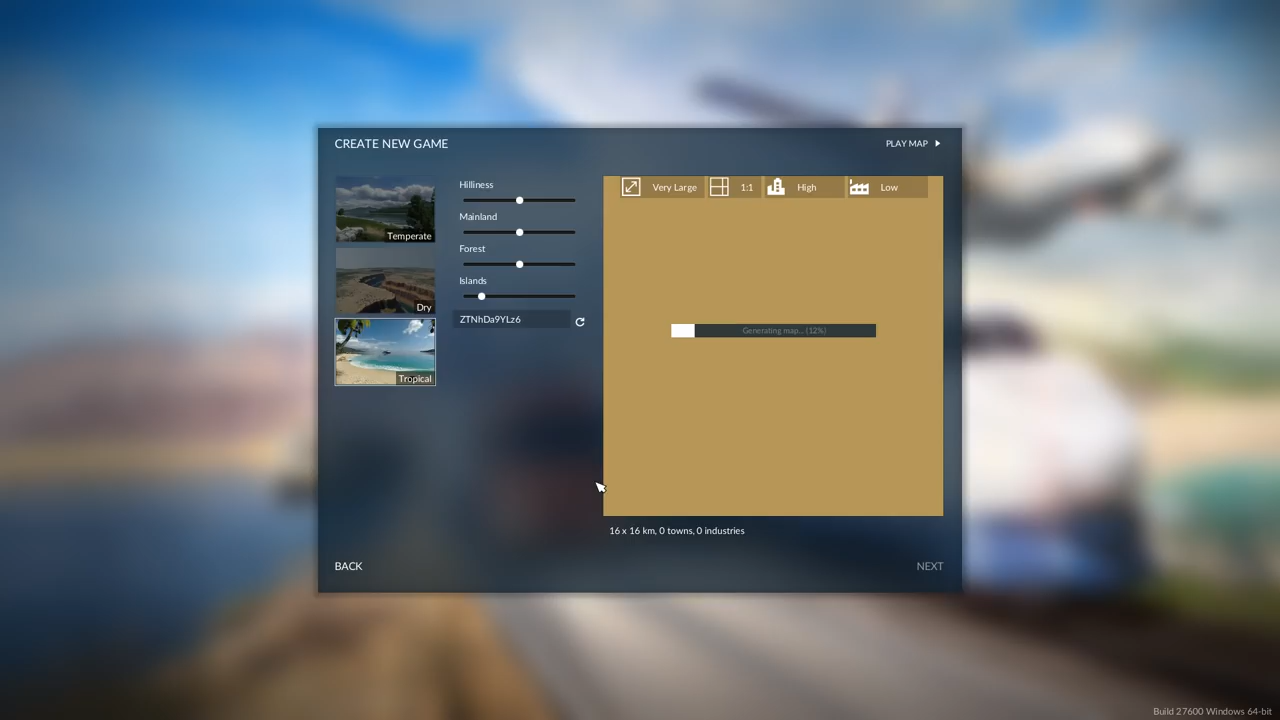 CREATE NEW GAME
PLAY MAP
Temperate
Dry
Tropical
Hilliness
Mainland
Forest
Islands
ZTNhDa9YLz6
Very Large
1:1
High
Low
Generating map... (12%)
16 x 16 km, 0 towns, 0 industries
BACK
NEXT
Build 27600 Windows 64-bit